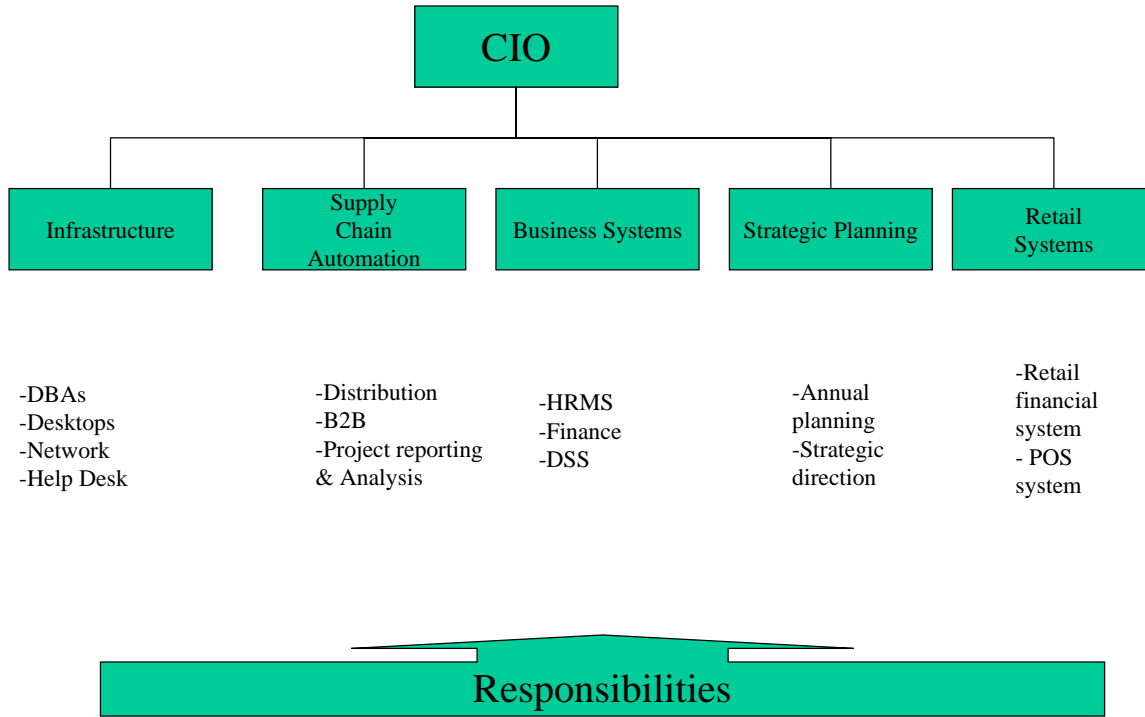 CIO
Infrastructure
Supply
Chain
Automation
Business Systems
Strategic Planning
Retail
Systems
-DBAs
-Desktops
-Network
-Help Desk
-Distribution
-B2B
-Project reporting
& Analysis
-HRMS
-Finance
-DSS
-Annual
planning
-Strategic
direction
-Retail
financial
system
- POS
system
Responsibilities